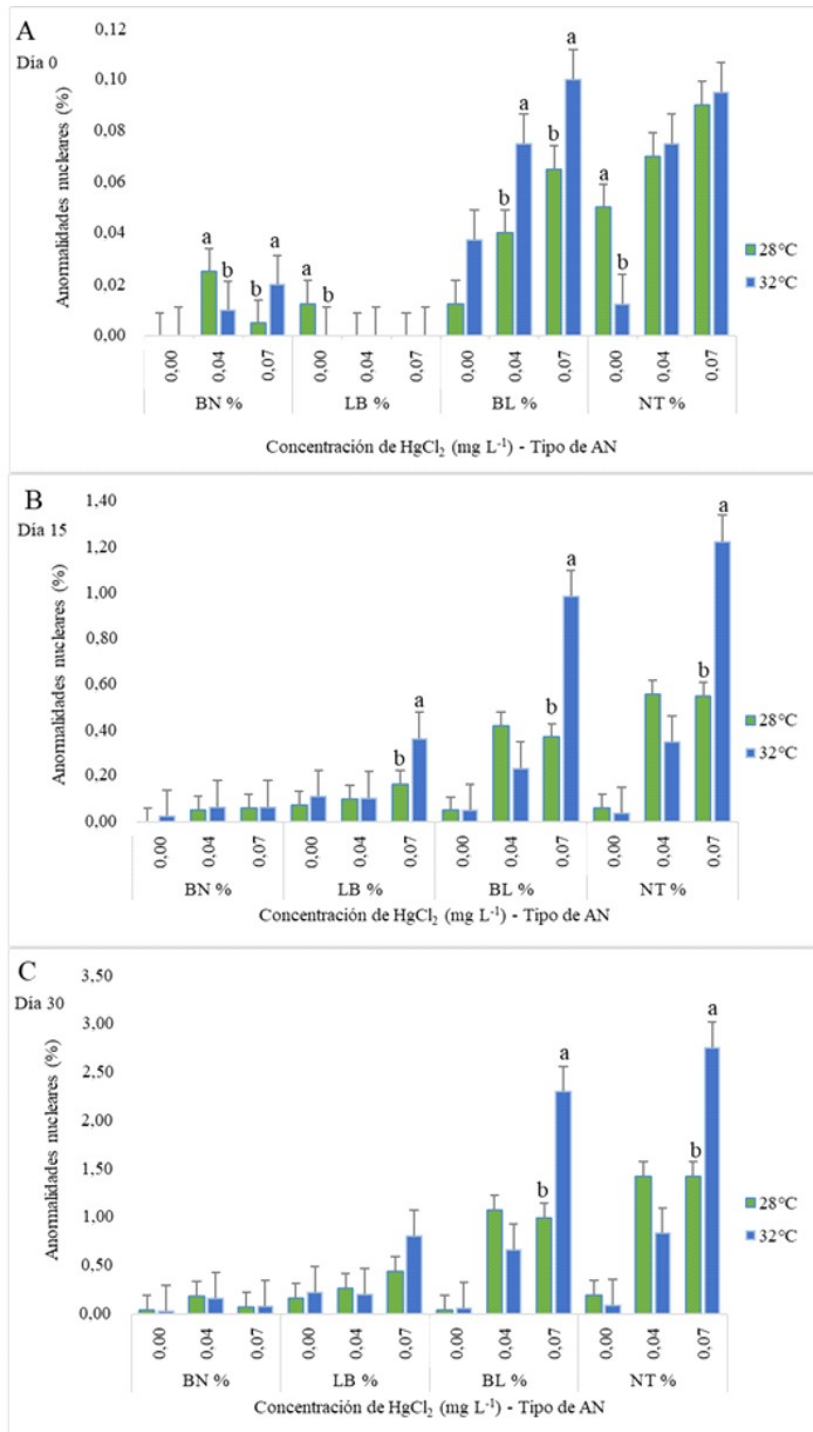 A
Día 0
Anormalidades nucleares (%)
0,12
0,10
0,08
0,06
0,04
0,02
0,00
a b b a a b b a b a a b
28°C
32°C
0,00 0,04 0,07 0,00 0,04 0,07 0,00 0,04 0,07 0,00 0,04 0,07
BN % LB % BL % NT %
Concentración de HgCl₂ (mg L⁻¹) - Tipo de AN
B
Día 15
Anormalidades nucleares (%)
1,40
1,20
1,00
0,80
0,60
0,40
0,20
0,00
b a b a b a
28°C
32°C
0,00 0,04 0,07 0,00 0,04 0,07 0,00 0,04 0,07 0,00 0,04 0,07
BN % LB % BL % NT %
Concentración de HgCl₂ (mg L⁻¹) - Tipo de AN
C
Día 30
Anormalidades nucleares (%)
3,50
3,00
2,50
2,00
1,50
1,00
0,50
0,00
b a b a
28°C
32°C
0,00 0,04 0,07 0,00 0,04 0,07 0,00 0,04 0,07 0,00 0,04 0,07
BN % LB % BL % NT %
Concentración de HgCl₂ (mg L⁻¹) - Tipo de AN